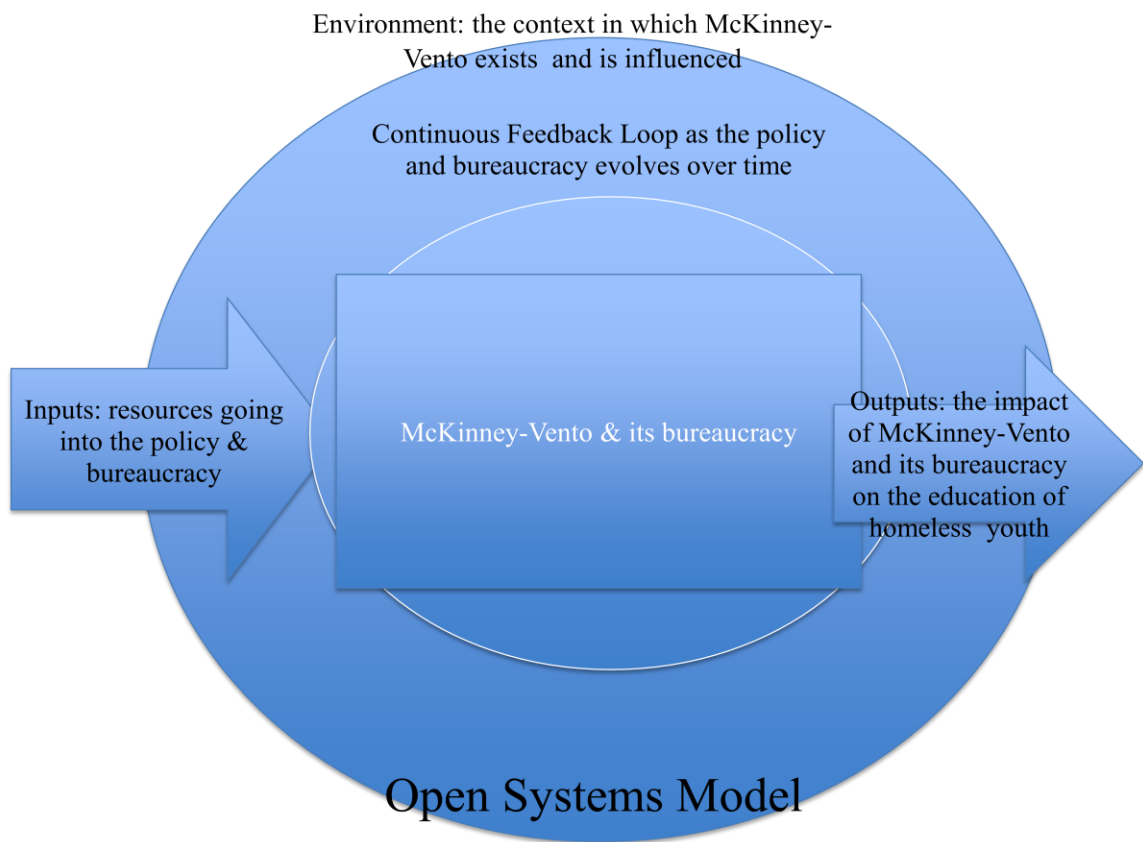 Environment: the context in which McKinney-
Vento exists  and is influenced
Continuous Feedback Loop as the policy
and bureaucracy evolves over time
Inputs: resources going
into the policy &
bureaucracy
McKinney-Vento & its bureaucracy
Outputs: the impact
of McKinney-Vento
and its bureaucracy
on the education of
homeless  youth
Open Systems Model